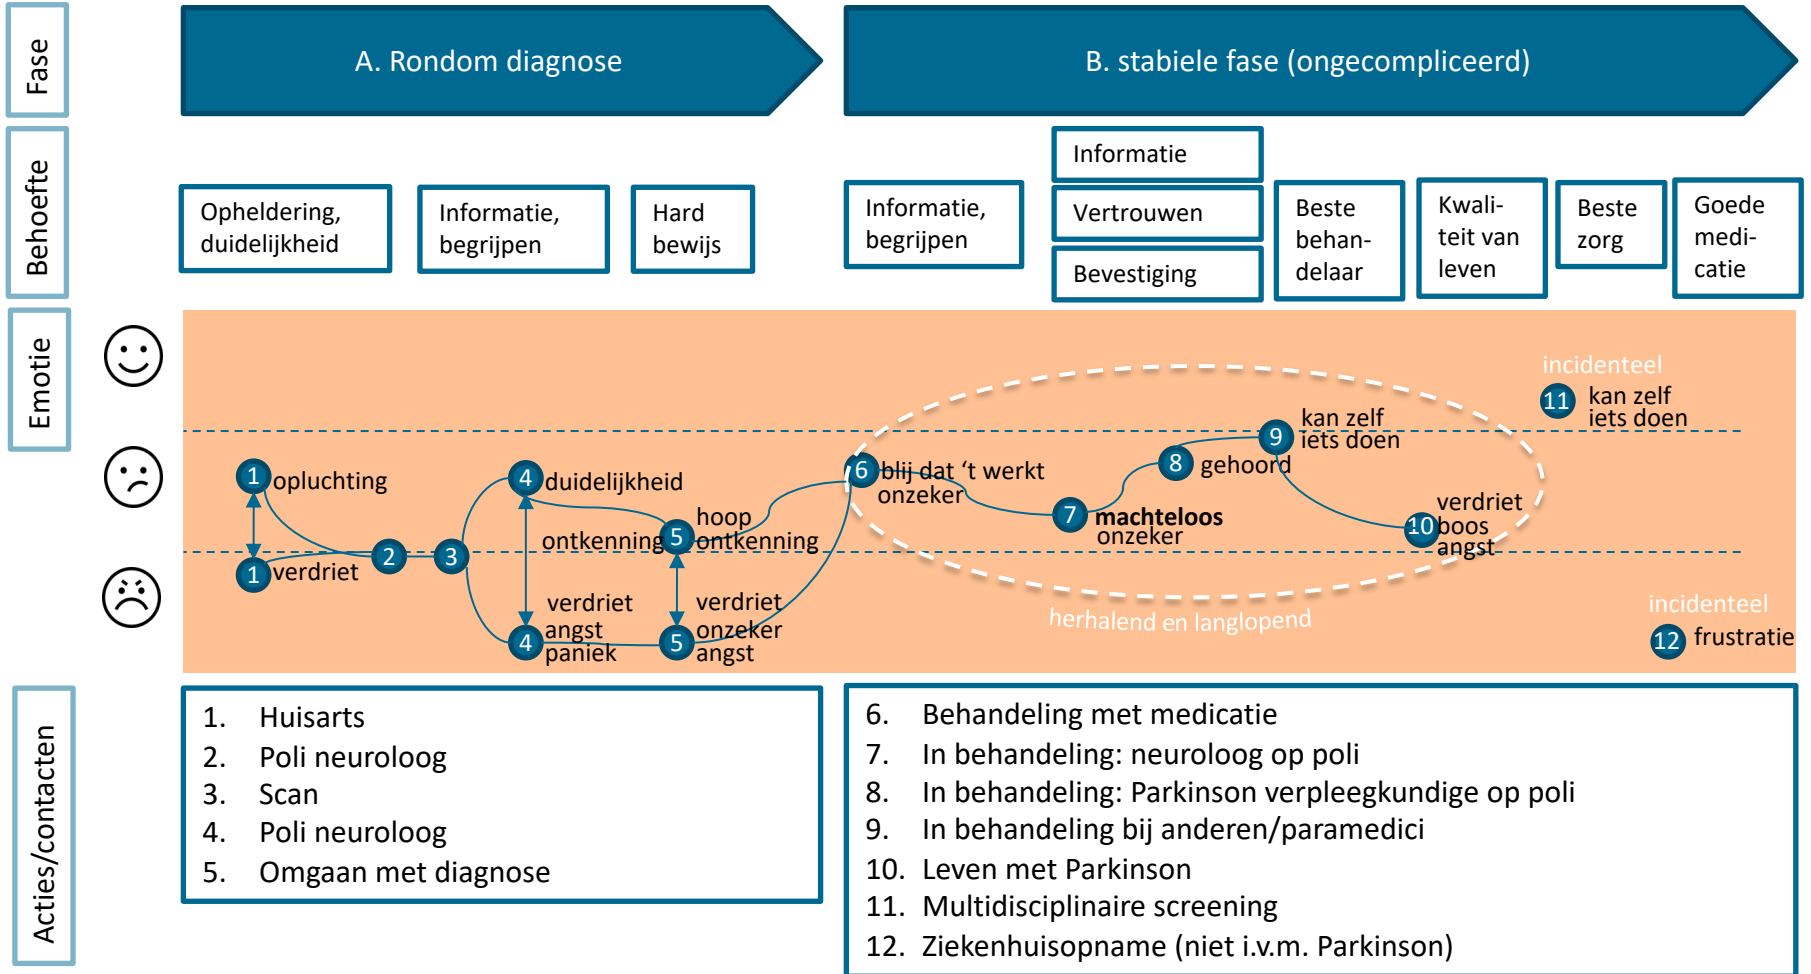 Fase
A. Rondom diagnose
B. stabiele fase (ongecompliceerd)
Behoefte
Opheldering,
duidelijkheid
Informatie,
begrijpen
Hard
bewijs
Informatie,
begrijpen
Informatie
Vertrouwen
Bevestiging
Beste
behan-
delaar
Kwali-
teit van
leven
Beste
zorg
Goede
medi-
catie
Emotie
1 opluchting
1 verdriet
2
3
4 duidelijkheid
ontkenning
4
verdriet
angst
paniek
5
hoop
ontkenning
5
verdriet
onzeker
angst
6 blij dat ‘t werkt
onzeker
7 machteloos
onzeker
8 gehoord
9 kan zelf
iets doen
10
verdriet
boos
angst
herhalend en langlopend
incidenteel
11 kan zelf
iets doen
incidenteel
12 frustratie
Acties/contacten
1. Huisarts
2. Poli neuroloog
3. Scan
4. Poli neuroloog
5. Omgaan met diagnose
6. Behandeling met medicatie
7. In behandeling: neuroloog op poli
8. In behandeling: Parkinson verpleegkundige op poli
9. In behandeling bij anderen/paramedici
10. Leven met Parkinson
11. Multidisciplinaire screening
12. Ziekenhuisopname (niet i.v.m. Parkinson)